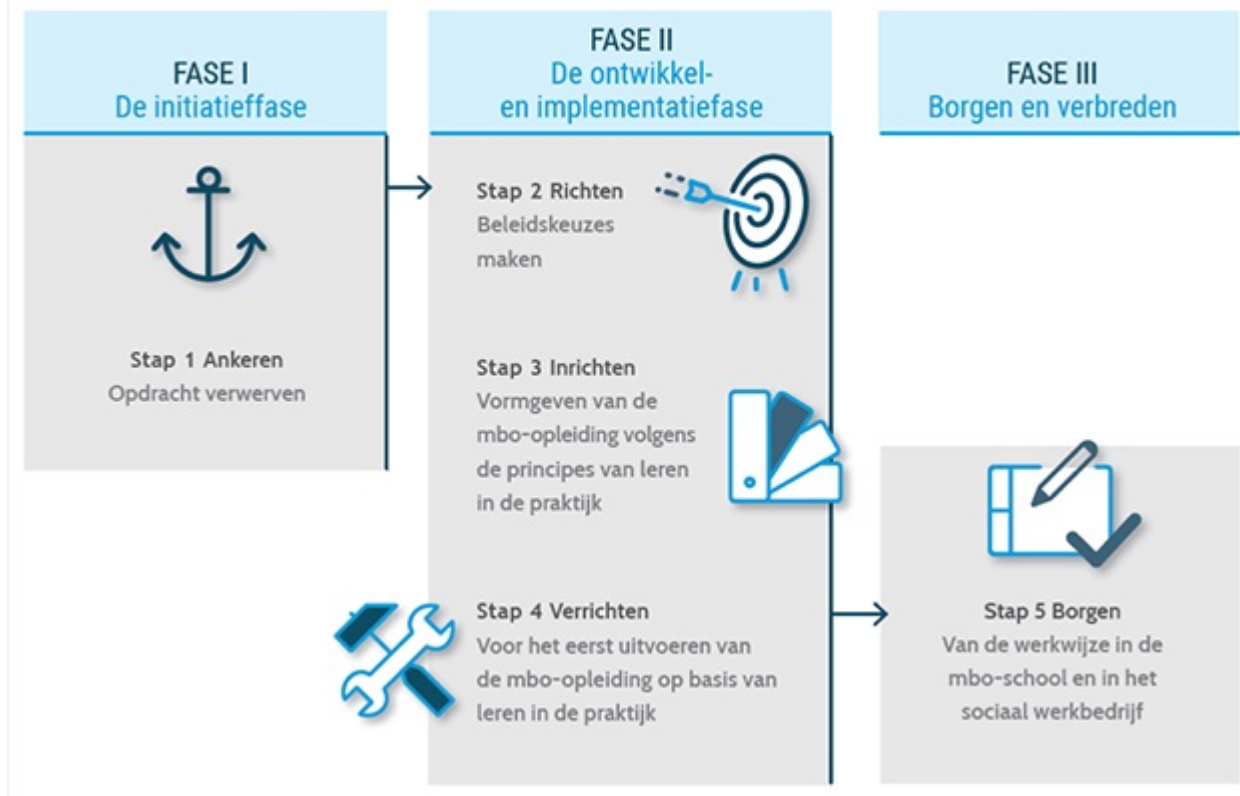 FASE I
De initiatieffase
Stap 1 Ankeren
Opdracht verwerven
FASE II
De ontwikkel-
en implementatiefase
Stap 2 Richten
Beleidskeuzes
maken
Stap 3 Inrichten
Vormgeven van de
mbo-opleiding volgens
de principes van leren
in de praktijk
Stap 4 Verrichten
Voor het eerst uitvoeren van
de mbo-opleiding op basis van
leren in de praktijk
FASE III
Borgen en verbreden
Stap 5 Borgen
Van de werkwijze in de
mbo-school en in het
sociaal werkbedrijf